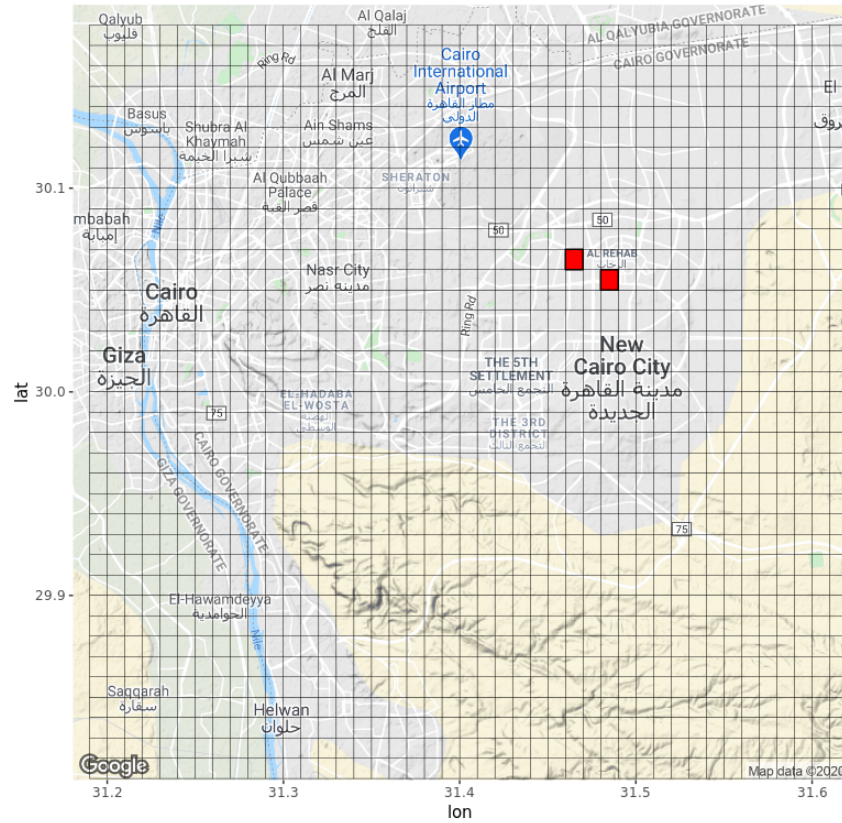 Qalyub
قليوب
Al Qalaj
القلج
AL QALYUBIA GOVERNORATE
CAIRO GOVERNORATE
Ring Rd
Cairo
International
Airport
مطار القاهرة
الدولي
Al Marj
المرج
El
روق
Basus
باسوس
Shubra Al
Khaymah
شبرا الخيمة
Ain Shams
عين شمس
30.1
Al Qubbaah
Palace
قصر القبة
SHERATON
شيراتون
mbabah
إمبابة
Nile
50
50
AL REHAB
الرحاب
Nasr City
مدينه نصر
Cairo
القاهرة
Ring Rd
Giza
الجيزة
New
Cairo City
مدينة القاهرة
الجديدة
THE 5TH
SETTLEMENT
التجمع الخامس
lat
30.0
EL-HADABA
EL-WOSTA
الهضبة
الوسطى
75
THE 3RD
DISTRICT
التجمع الثالث
CAIRO GOVERNORATE
GIZA GOVERNORATE
75
29.9
El-Hawamdeyya
الحوامدية
Nile
Saqqarah
سقارة
Helwan
حلوان
Google
Map data ©2020
31.2
31.3
31.4
31.5
31.6
lon